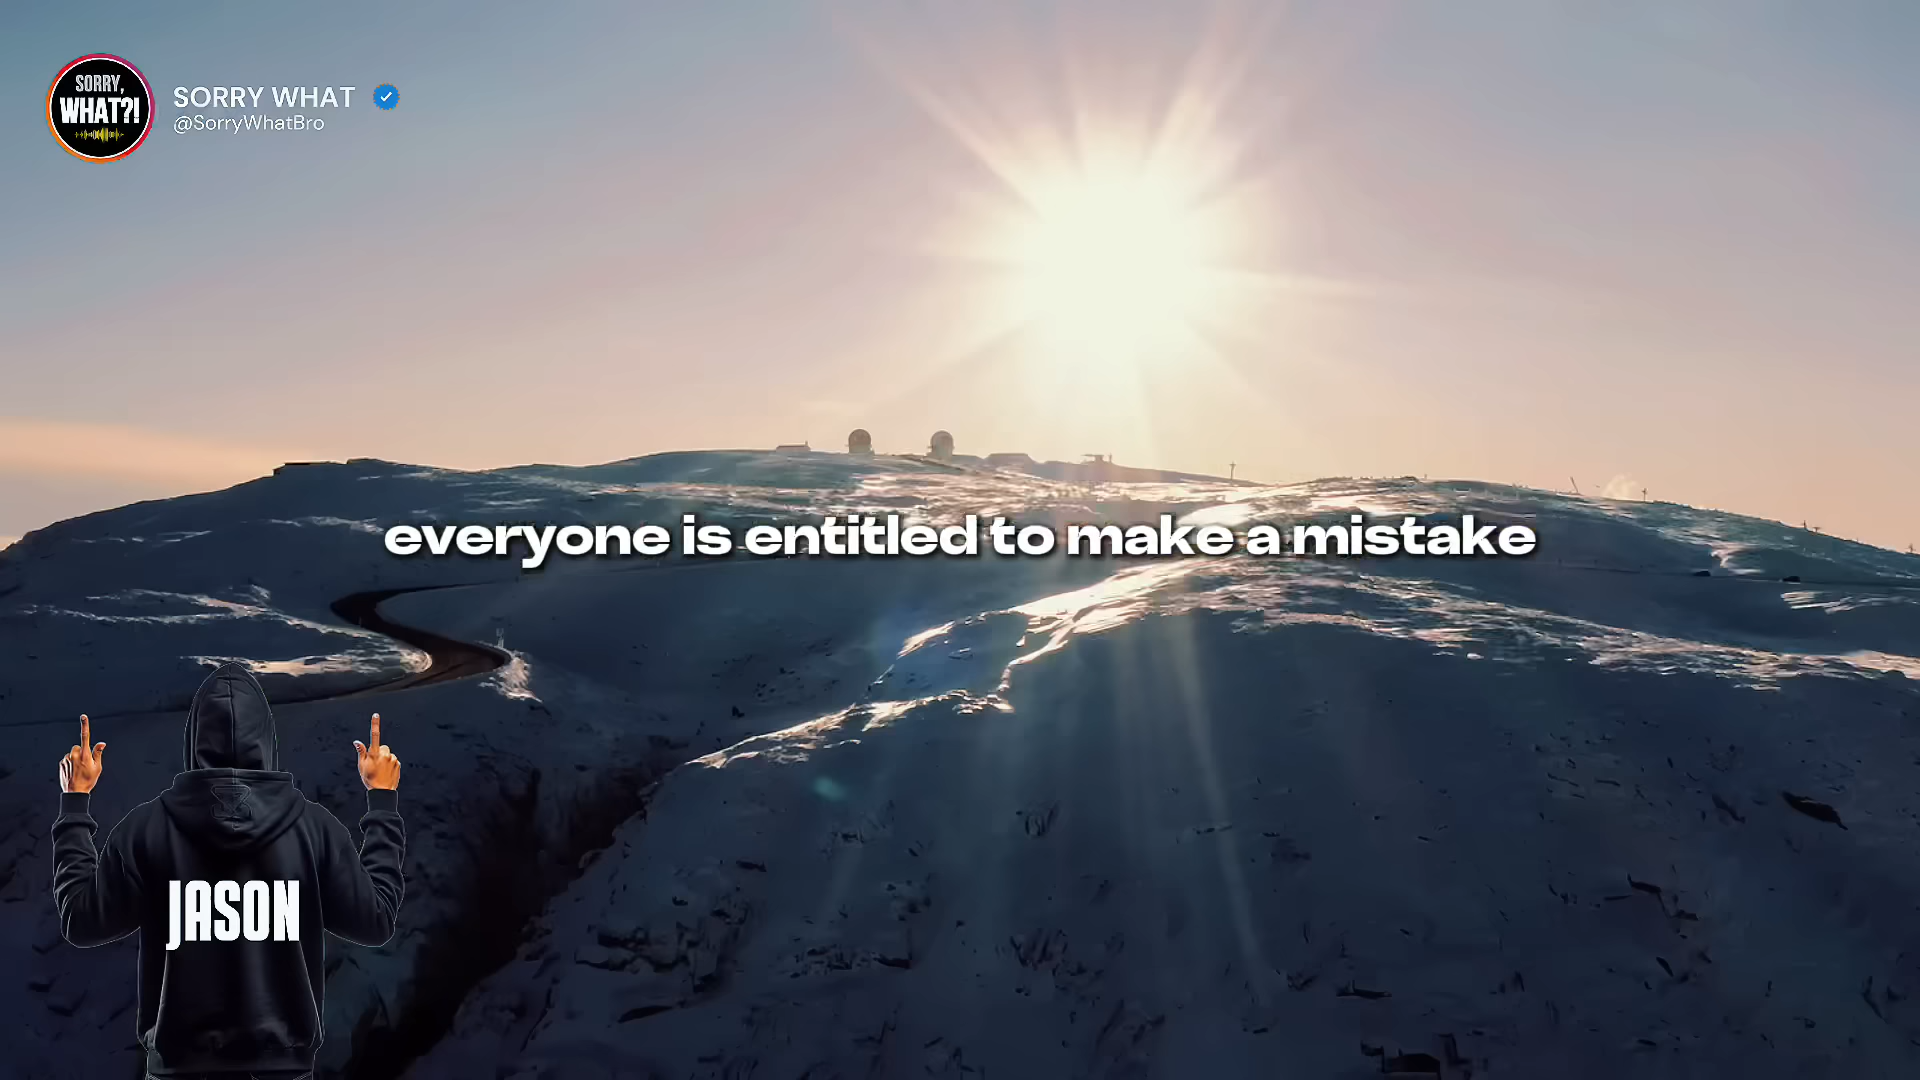 SORRY,
WHAT?!
SORRY WHAT
@SorryWhatBro
everyone is entitled to make a mistake
JASON